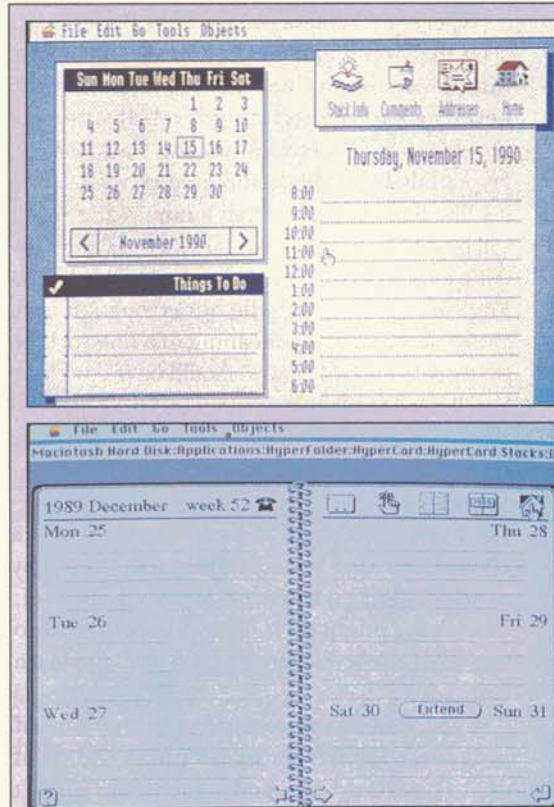 File Edit Go Tools Objects
Sun Mon Tue Wed Thu Fri Sat
1 2 3
4 5 6 7 8 9 10
11 12 13 14 15 16 17
18 19 20 21 22 23 24
25 26 27 28 29 30
< November 1990 >
✓ Things To Do
Stack Info Comments Addresses Home
Thursday, November 15, 1990
8:00
9:00
10:00
11:00
12:00
1:00
2:00
3:00
4:00
5:00
6:00
File Edit Go Tools Objects
Macintosh Hard Disk:Applications:HyperFolder:HyperCard:HyperCard Stacks:
1989 December week 52
Mon 25
Thu 28
Tue 26
Fri 29
Wed 27
Sat 30 Extend Sun 31
?